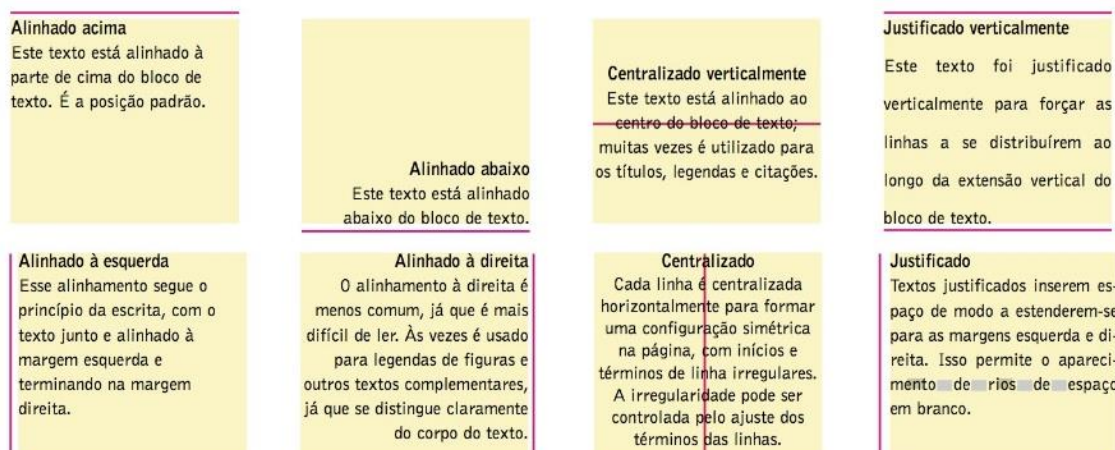 Alinhado acima
Este texto está alinhado à
parte de cima do bloco de
texto. É a posição padrão.
Alinhado abaixo
Este texto está alinhado
abaixo do bloco de texto.
Centralizado verticalmente
Este texto está alinhado ao
centro do bloco de texto;
muitas vezes é utilizado para
os títulos, legendas e citações.
Justificado verticalmente
Este texto foi justificado
verticalmente para forçar as
linhas a se distribuírem ao
longo da extensão vertical do
bloco de texto.
Alinhado à esquerda
Esse alinhamento segue o
princípio da escrita, com o
texto junto e alinhado à
margem esquerda e
terminando na margem
direita.
Alinhado à direita
O alinhamento à direita é
menos comum, já que é mais
difícil de ler. Às vezes é usado
para legendas de figuras e
outros textos complementares,
já que se distingue claramente
do corpo do texto.
Centralizado
Cada linha é centralizada
horizontalmente para formar
uma configuração simétrica
na página, com inícios e
términos de linha irregulares.
A irregularidade pode ser
controlada pelo ajuste dos
términos das linhas.
Justificado
Textos justificados inserem es-
paço de modo a estenderem-se
para as margens esquerda e di-
reita. Isso permite o apareci-
mento de rios de espaço
em branco.